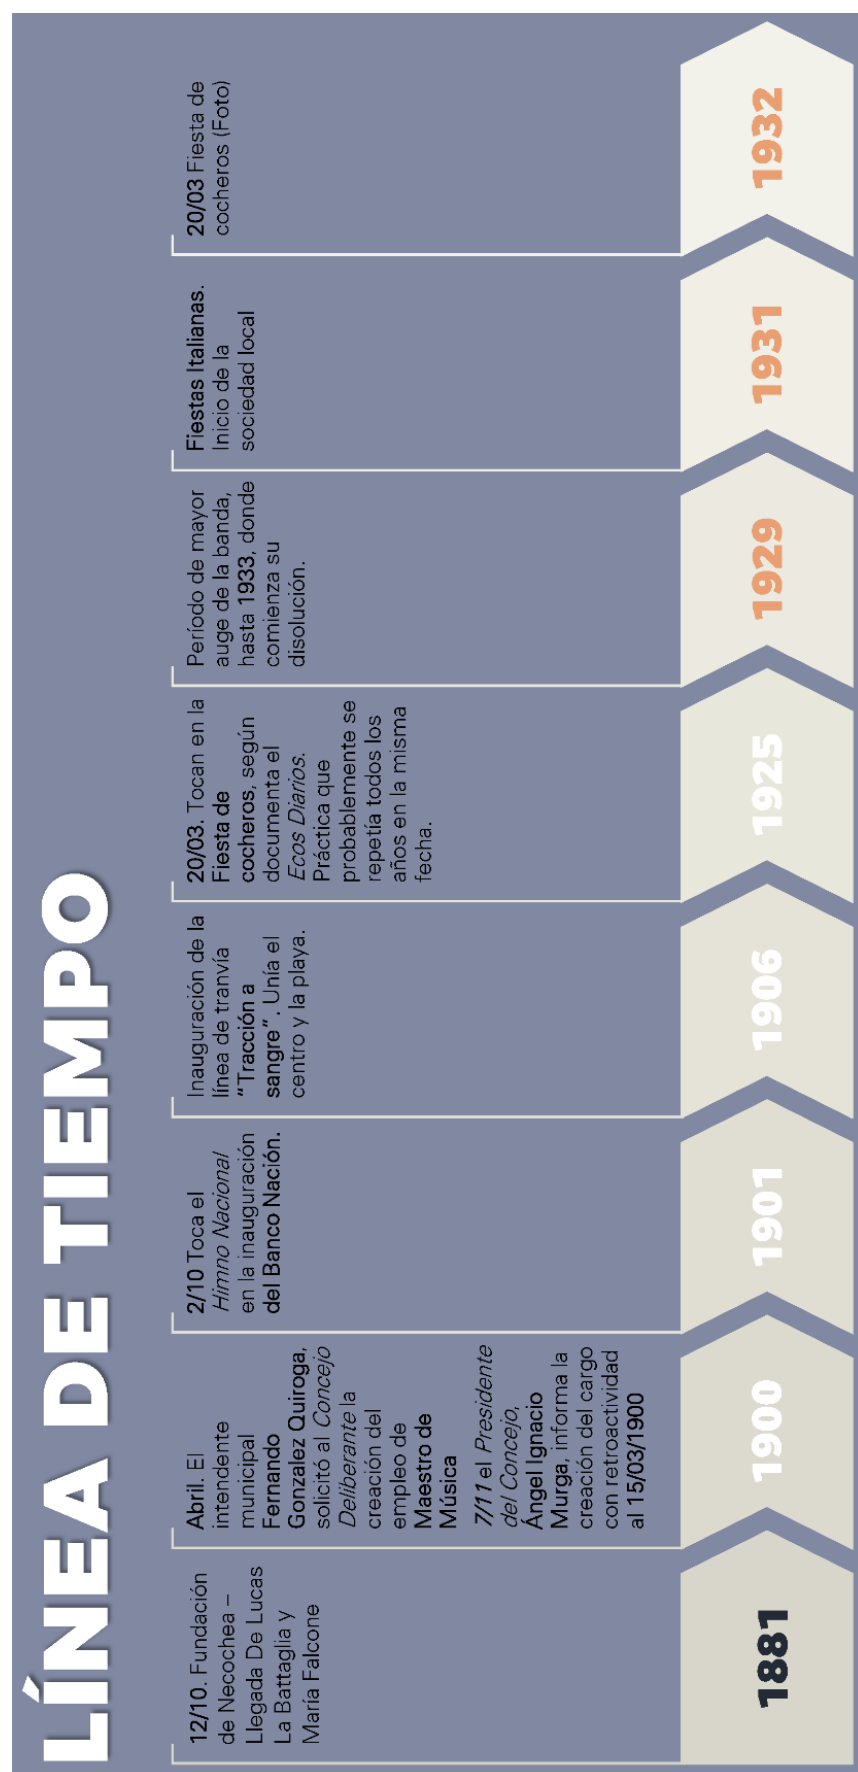 LÍNEA DE TIEMPO
12/10. Fundación
de Necochea –
Llegada De Lucas
La Battaglia y
María Falcone
1881
Abril. El
intendente
municipal
Fernando
Gonzalez Quiroga,
solicitó al Concejo
Deliberante la
creación del
empleo de
Maestro de
Música
7/11 el Presidente
del Concejo,
Ángel Ignacio
Murga, informa la
creación del cargo
con retroactividad
al 15/03/1900
1900
2/10 Toca el
Himno Nacional
en la inauguración
del Banco Nación.
1901
Inauguración de la
línea de tranvía
“Tracción a
sangre”. Unía el
centro y la playa.
1906
20/03. Tocan en la
Fiesta de
cocheros, según
documenta el
Ecos Diarios.
Práctica que
probablemente se
repetía todos los
años en la misma
fecha.
1925
Período de mayor
auge de la banda,
hasta 1933, donde
comienza su
disolución.
1929
Fiestas Italianas.
Inicio de la
sociedad local
1931
20/03 Fiesta de
cocheros (Foto)
1932